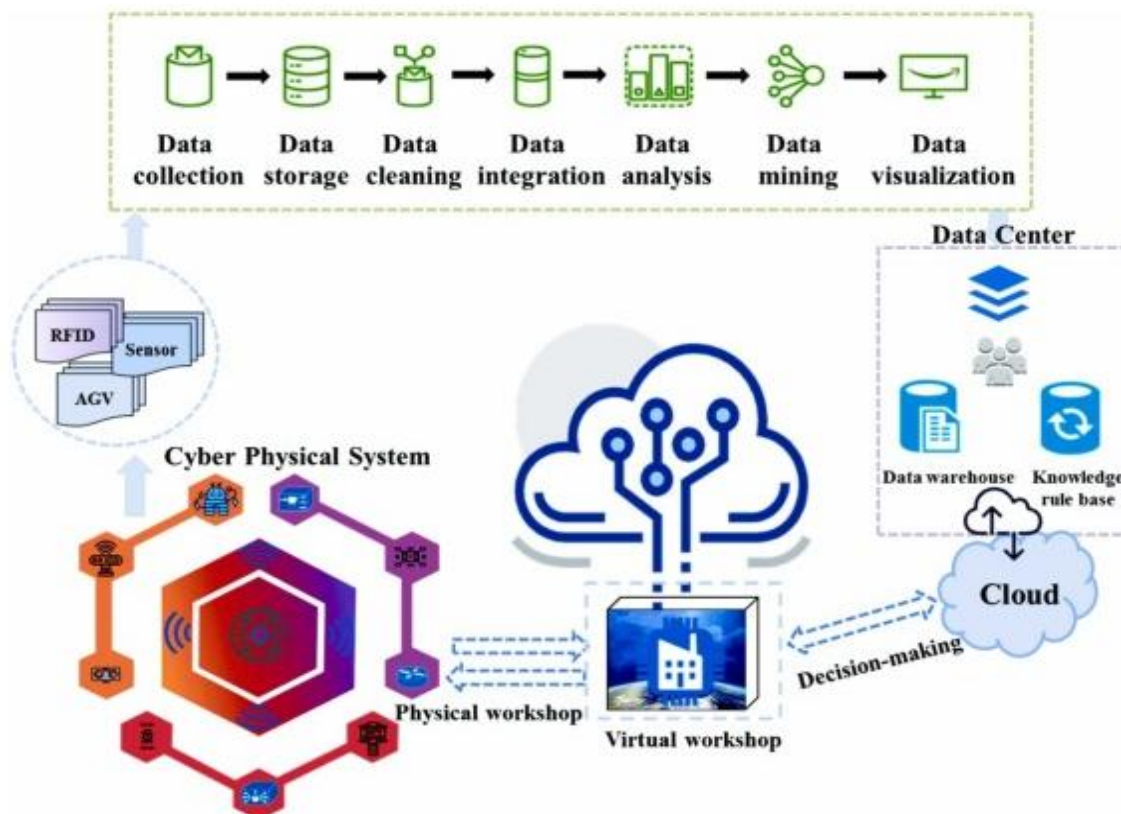 Data collection
Data storage
Data cleaning
Data integration
Data analysis
Data mining
Data visualization
Data Center
RFID
Sensor
AGV
Data warehouse
Knowledge rule base
Cyber Physical System
Cloud
Decision-making
Physical workshop
Virtual workshop